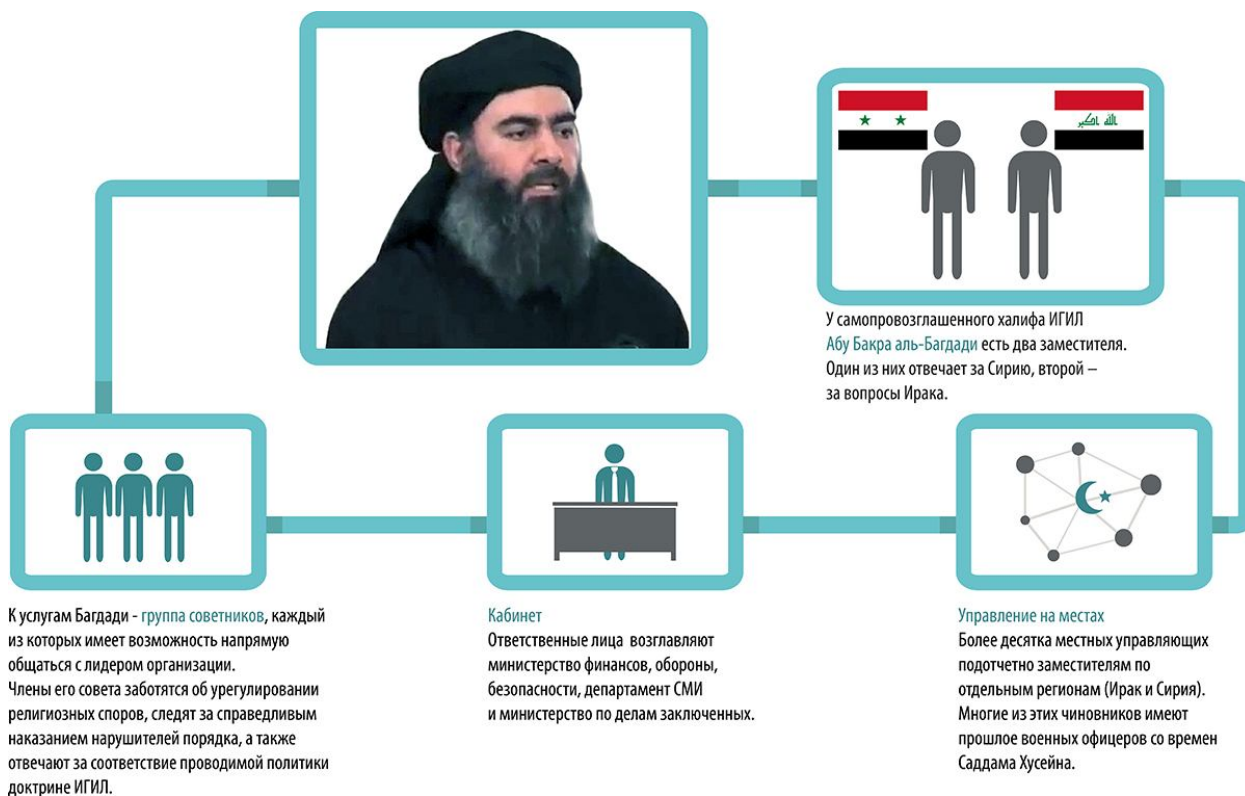 الله اكبر
У самопровозглашенного халифа ИГИЛ
Абу Бакра аль-Багдади есть два заместителя.
Один из них отвечает за Сирию, второй –
за вопросы Ирака.
К услугам Багдади - группа советников, каждый
из которых имеет возможность напрямую
общаться с лидером организации.
Члены его совета заботятся об урегулировании
религиозных споров, следят за справедливым
наказанием нарушителей порядка, а также
отвечают за соответствие проводимой политики
доктрине ИГИЛ.
Кабинет
Ответственные лица возглавляют
министерство финансов, обороны,
безопасности, департамент СМИ
и министерство по делам заключенных.
Управление на местах
Более десятка местных управляющих
подотчетно заместителям по
отдельным регионам (Ирак и Сирия).
Многие из этих чиновников имеют
прошлое военных офицеров со времен
Саддама Хусейна.